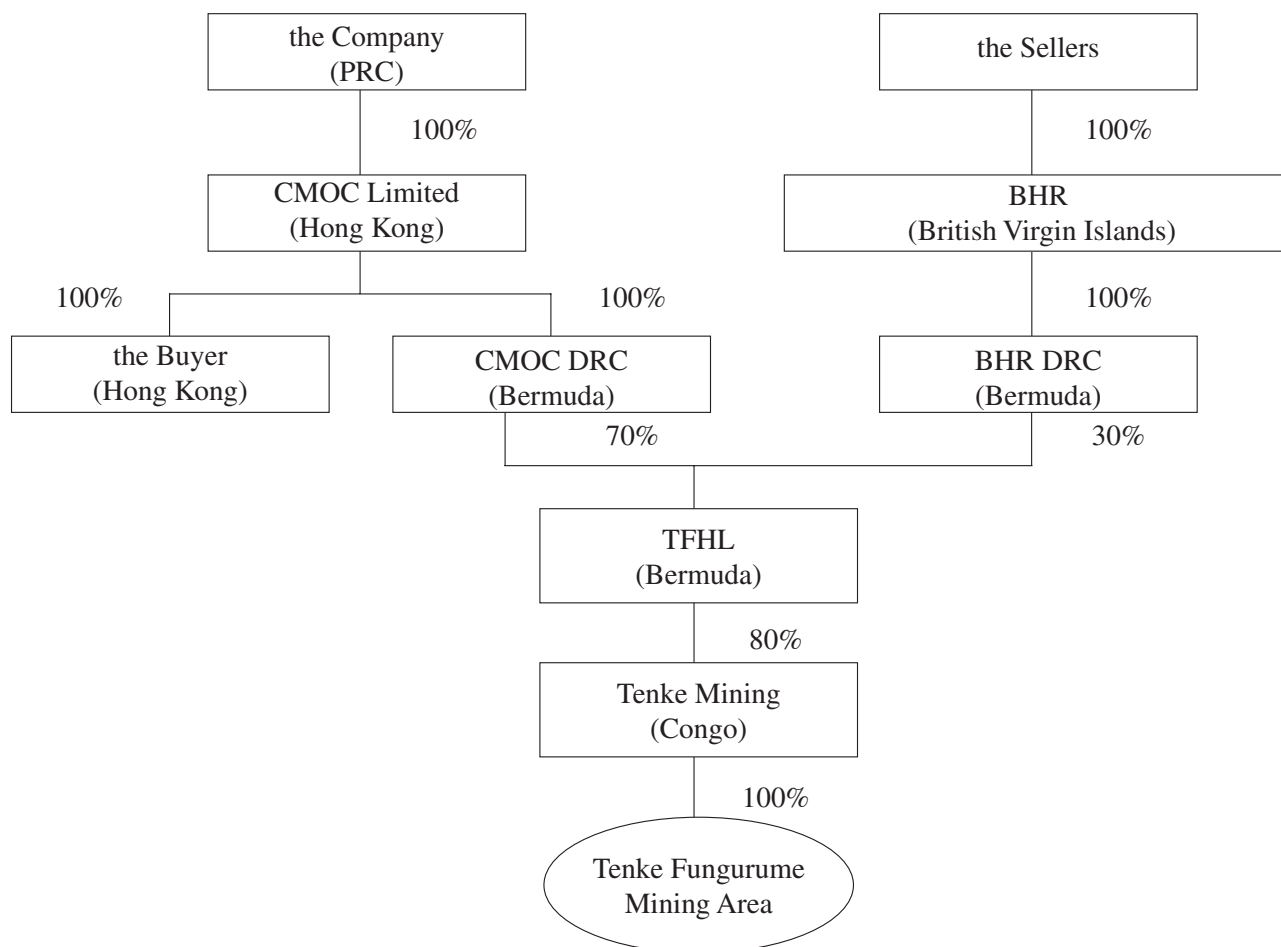 the Company
(PRC)
the Sellers
100%
100%
CMOC Limited
(Hong Kong)
BHR
(British Virgin Islands)
100%
100%
100%
the Buyer
(Hong Kong)
CMOC DRC
(Bermuda)
BHR DRC
(Bermuda)
70%
30%
TFHL
(Bermuda)
80%
Tenke Mining
(Congo)
100%
Tenke Fungurume
Mining Area